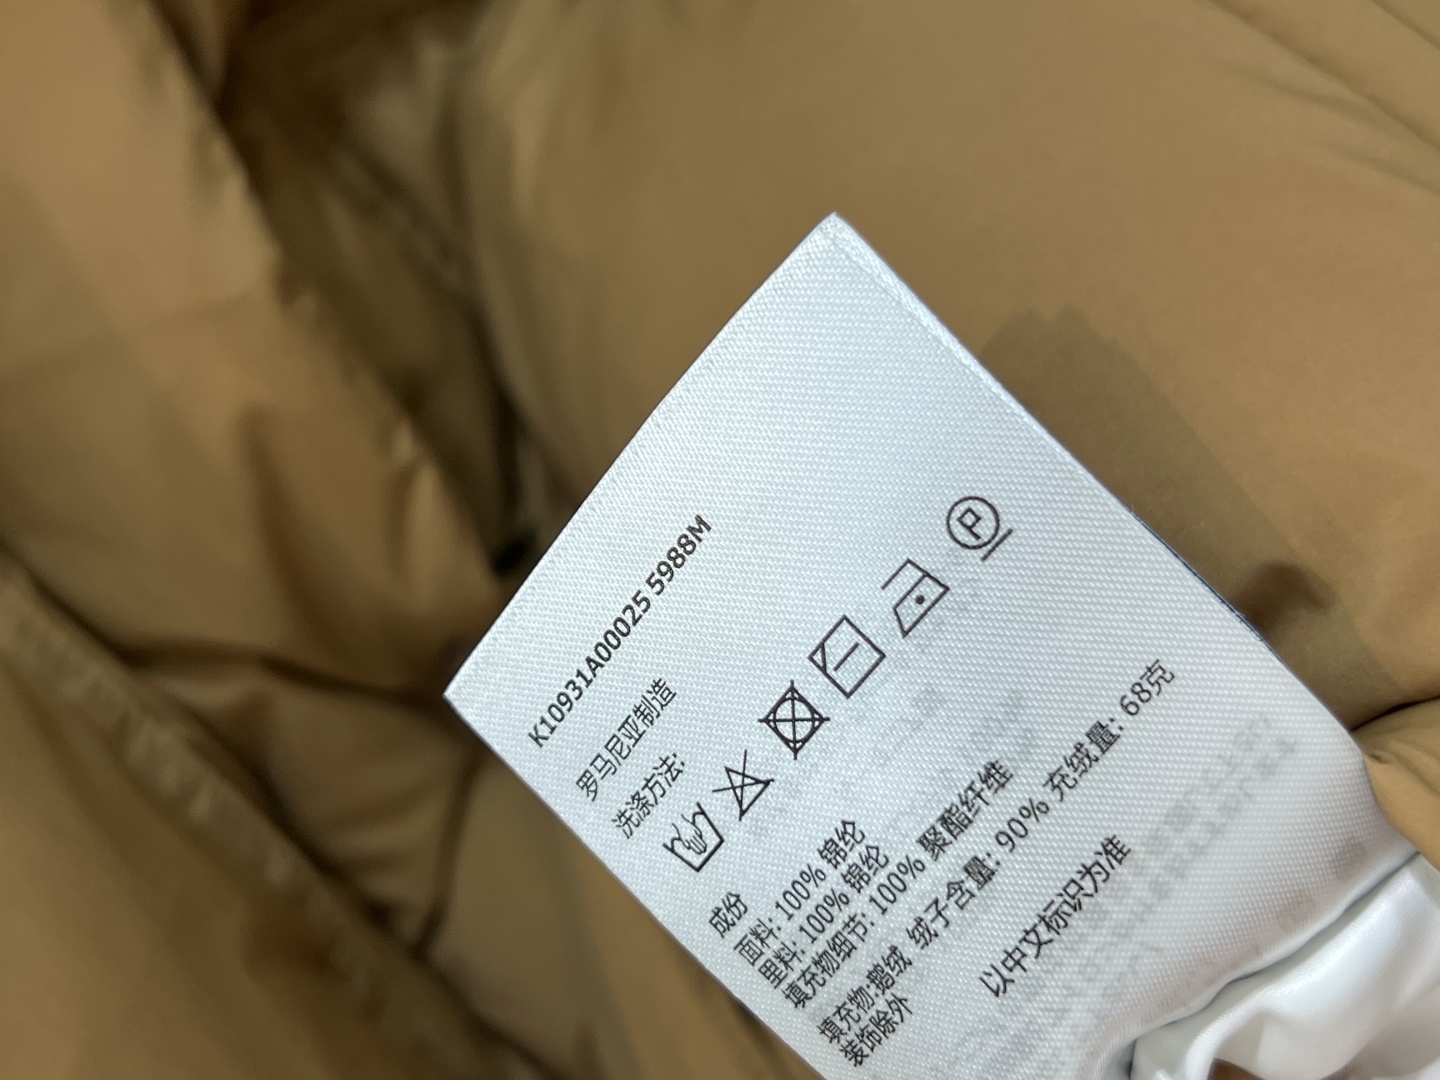 K10931A00025 5988M
罗马尼亚制造
洗涤方法:
P
成份
面料: 100% 锦纶
里料: 100% 锦纶
填充物细节: 100% 聚酯纤维
填充物:鹅绒 绒子含量: 90% 充绒量: 68克
装饰除外
以中文标识为准